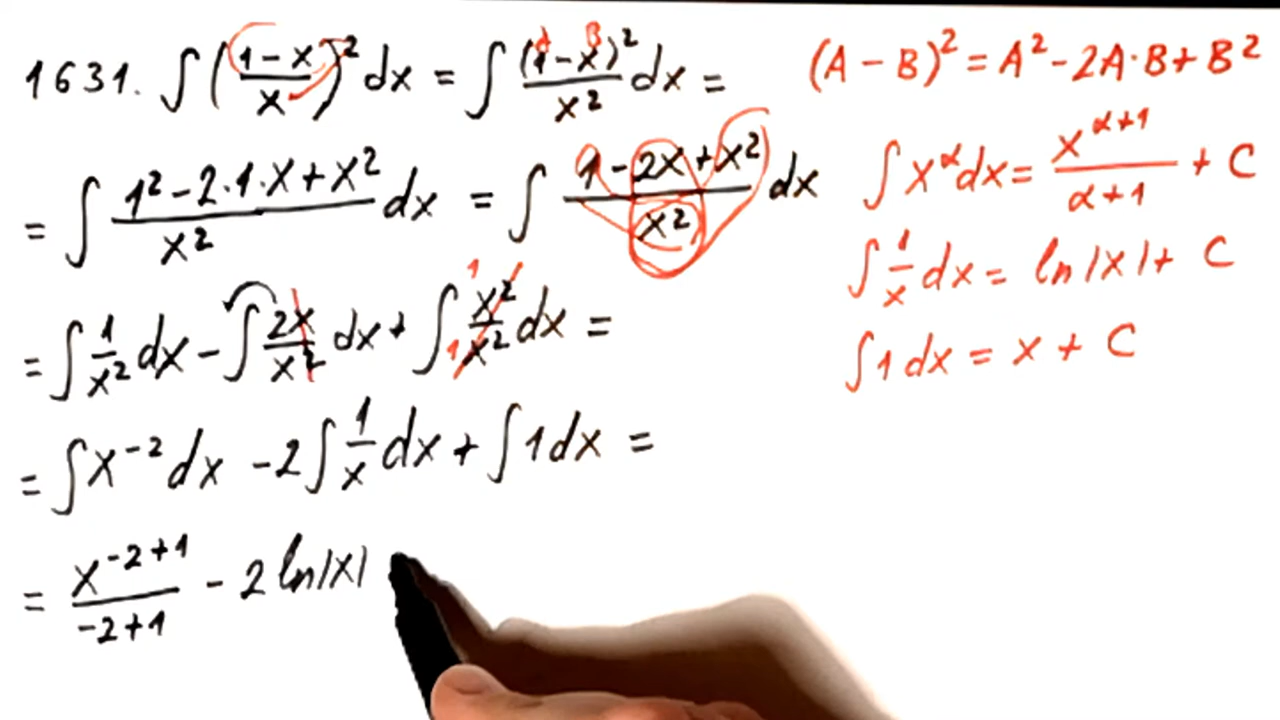 1631. ∫((1-x)/x)² dx = ∫(1-x)²/x² dx =
= ∫(1²-2·1·x+x²)/x² dx = ∫(1-2x+x²)/x² dx
= ∫1/x² dx - ∫2x/x² dx + ∫x²/x² dx =
= ∫x⁻² dx - 2∫1/x dx + ∫1dx =
= x⁻²⁺¹/(-2+1) - 2 ln|x|
A B
1
1
(A-B)² = A²-2A·B+B²
∫x^α dx = x^(α+1)/(α+1) + C
∫1/x dx = ln|x| + C
∫1 dx = x + C